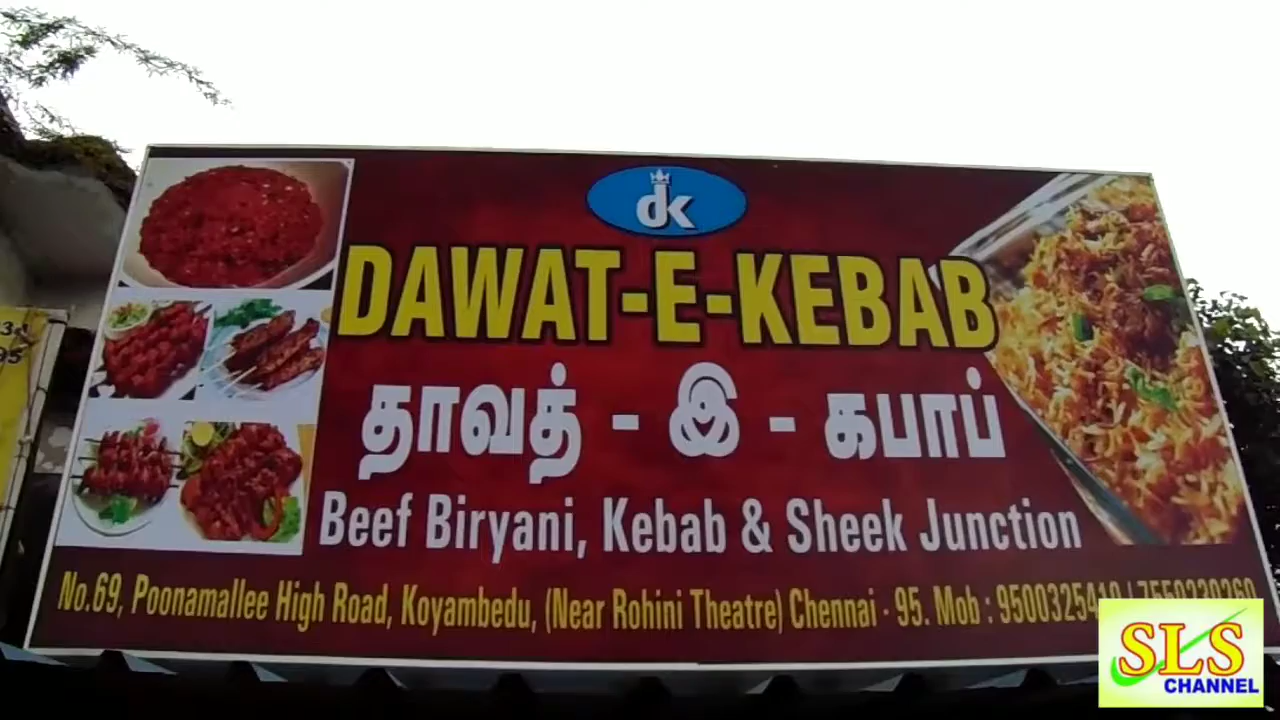 dk
DAWAT-E-KEBAB
தாவத் - இ - கபாப்
Beef Biryani, Kebab & Sheek Junction
No.69, Poonamallee High Road, Koyambedu, (Near Rohini Theatre) Chennai - 95. Mob :
SLS
CHANNEL